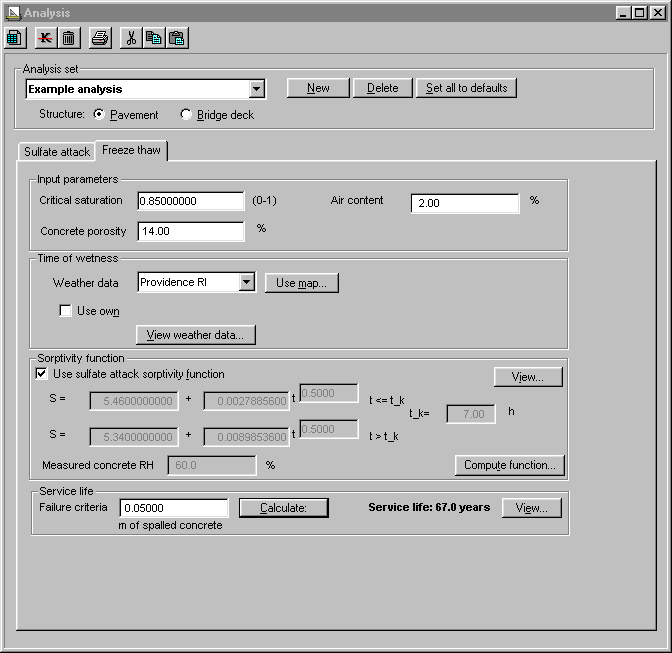 Analysis
Analysis set
Example analysis New Delete Set all to defaults
Structure: Pavement Bridge deck
Sulfate attack Freeze thaw
Input parameters
Critical saturation 0.85000000 (0-1) Air content 2.00 %
Concrete porosity 14.00 %
Time of wetness
Weather data Providence RI Use map...
Use own
View weather data...
Sorptivity function
Use sulfate attack sorptivity function View...
S = 5.4600000000 + 0.0027885600 t 0.5000 t <= t_k
t_k= 7.00 h
S = 5.3400000000 + 0.0089853600 t 0.5000 t > t_k
Measured concrete RH 60.0 % Compute function...
Service life
Failure criteria 0.05000 Calculate: Service life: 67.0 years View...
m of spalled concrete